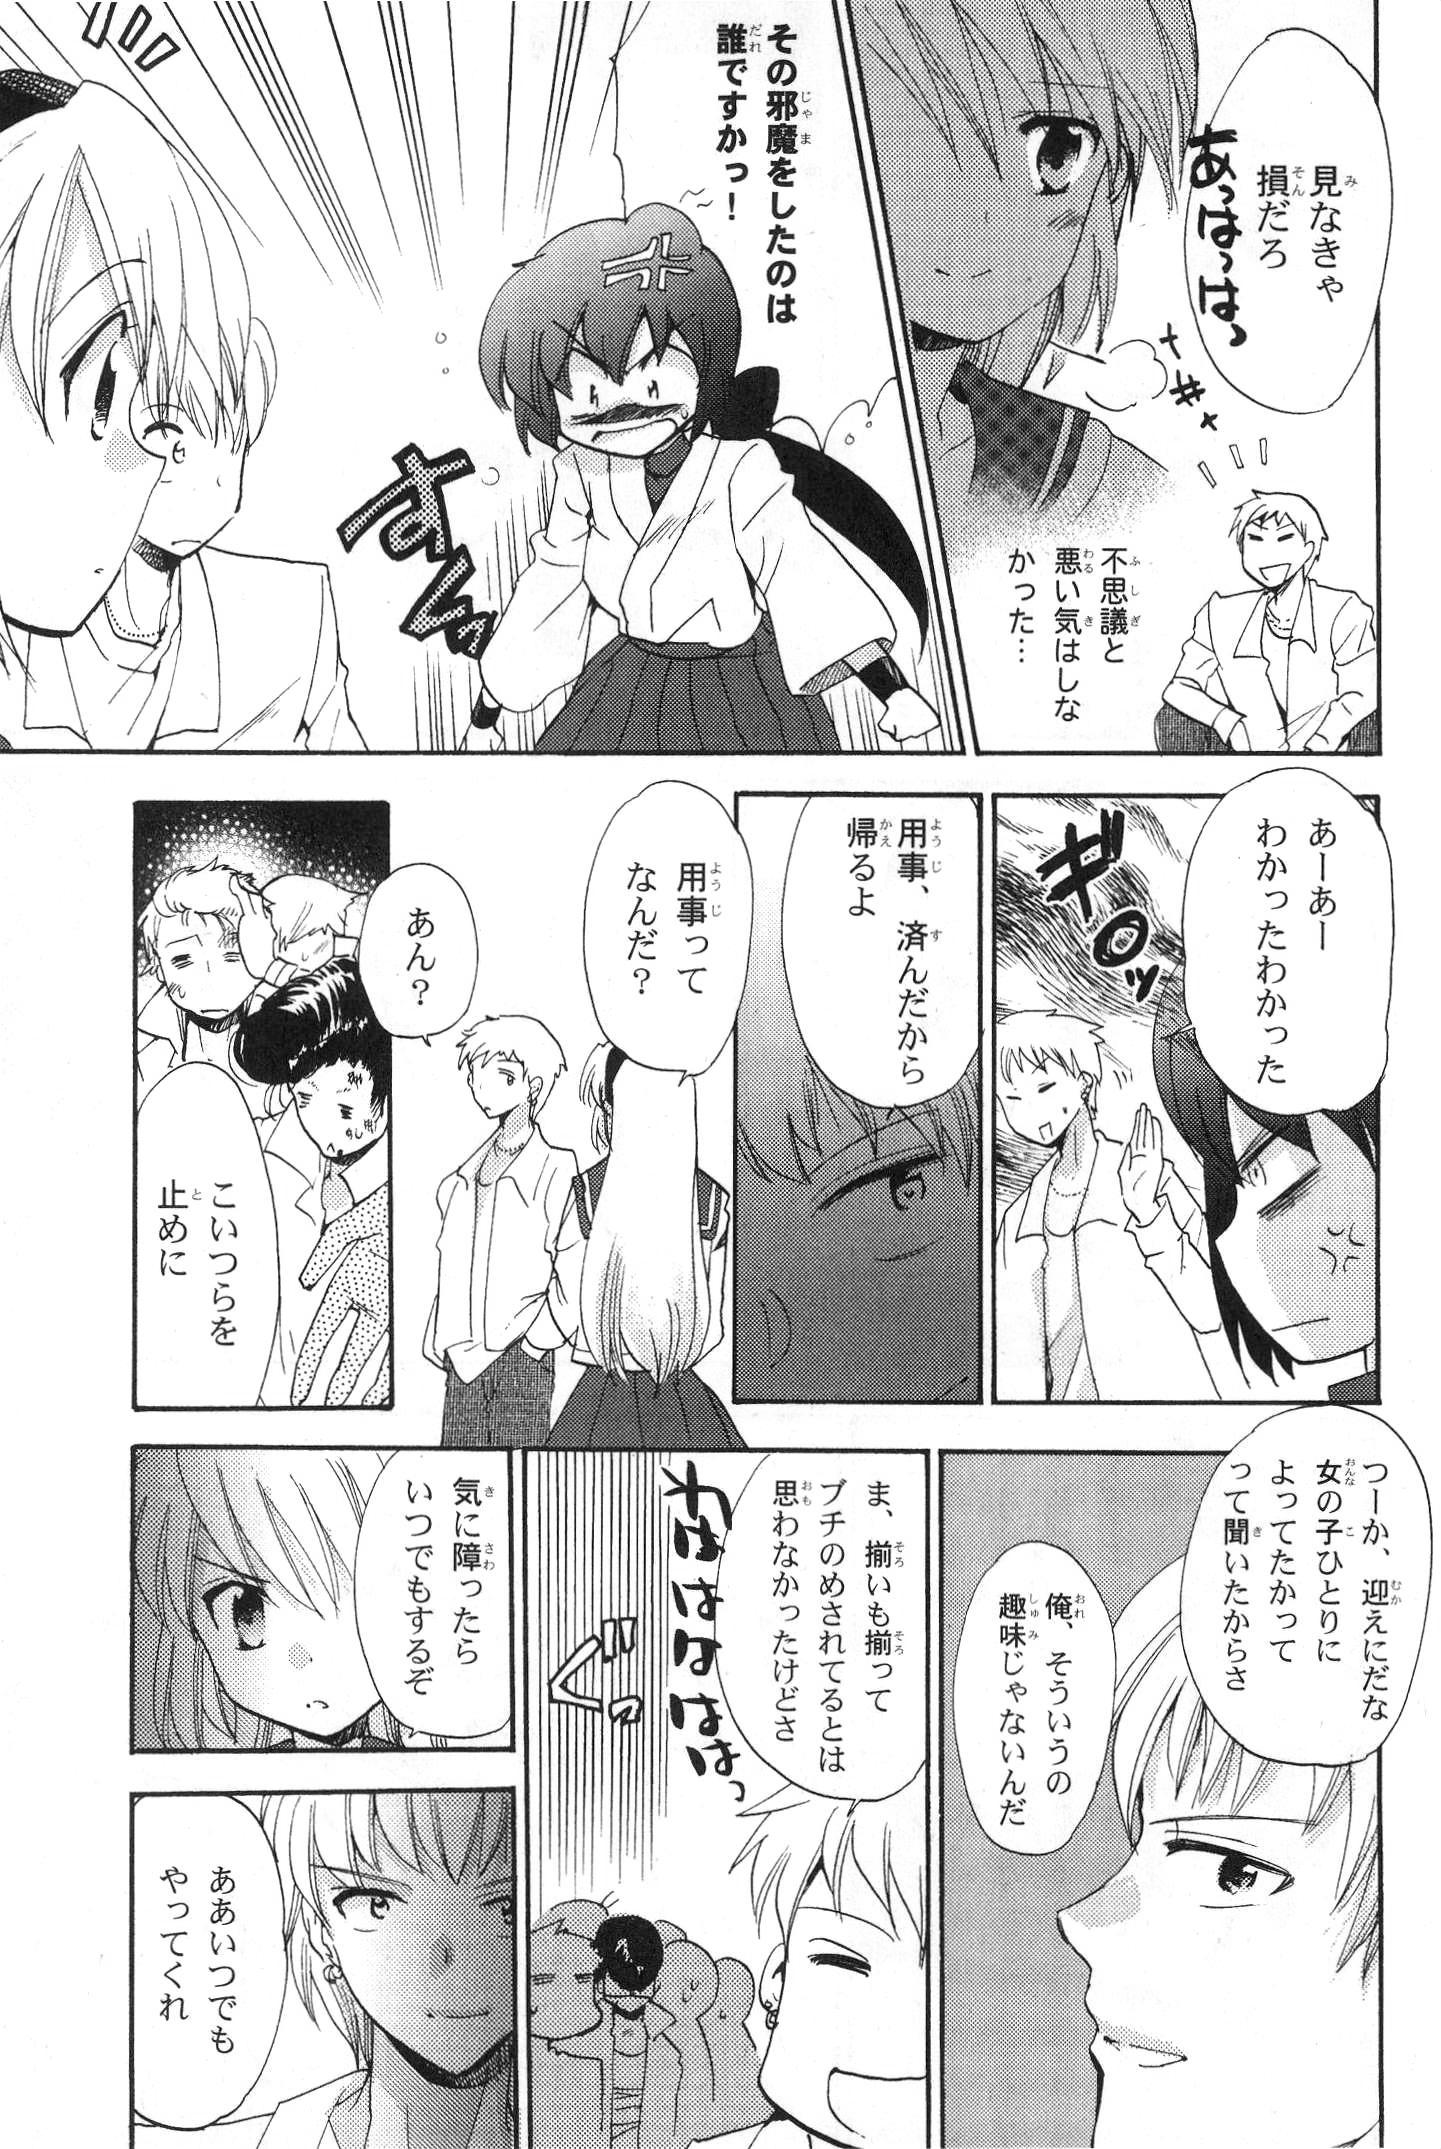 見なきゃ
損だろ
あっはっはっ
不思議と
悪い気はしな
かった…
その邪魔をしたのは
誰ですかっ！
あーあー
わかったわかった
ギロッ
用事、済んだから
帰るよ
用事って
なんだ？
あん？
こいつらを
止めに
つーか、迎えにだな
女の子ひとりに
よってたかって
って聞いたからさ
俺、そういうの
趣味じゃないんだ
ま、揃いも揃って
ブチのめされてるとは
思わなかったけどさ
わはははははっ
ぐっ
気に障ったら
いつでもするぞ
ああいつでも
やってくれ